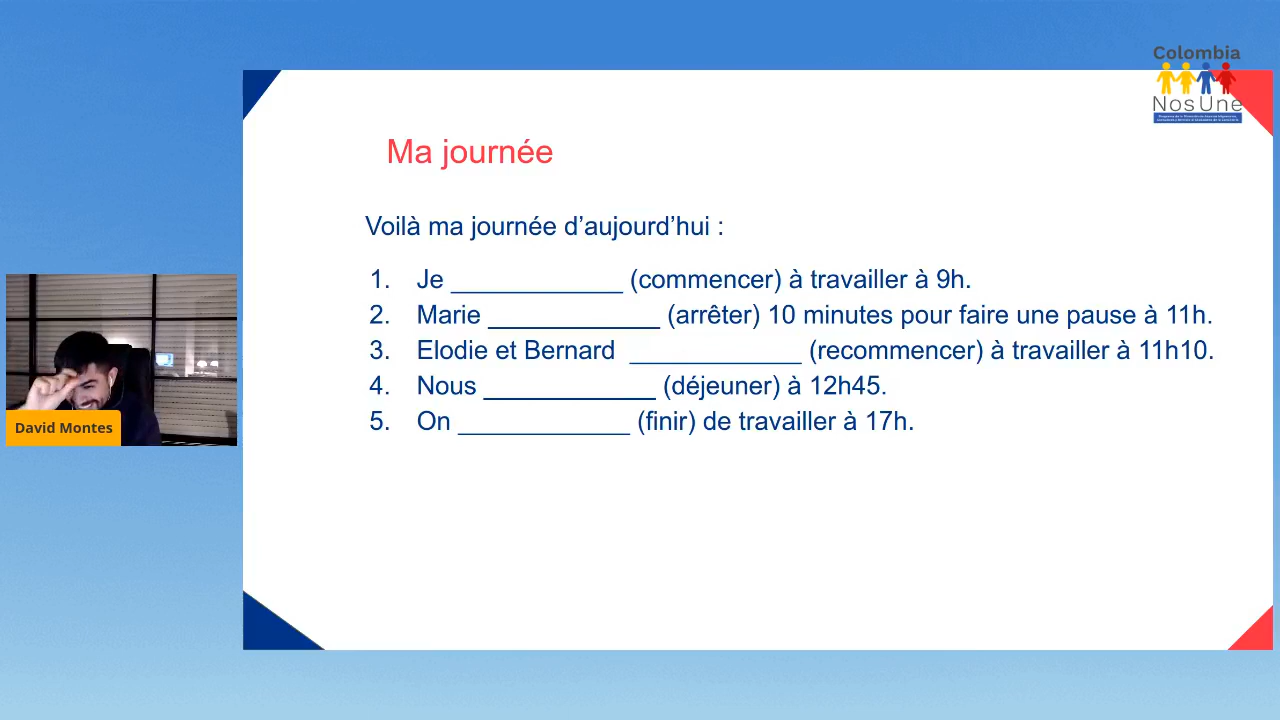 Colombia
NosUne
Ma journée
Voilà ma journée d’aujourd’hui :
1. Je ____________ (commencer) à travailler à 9h.
2. Marie ____________ (arrêter) 10 minutes pour faire une pause à 11h.
3. Elodie et Bernard ____________ (recommencer) à travailler à 11h10.
4. Nous ____________ (déjeuner) à 12h45.
5. On ____________ (finir) de travailler à 17h.
David Montes